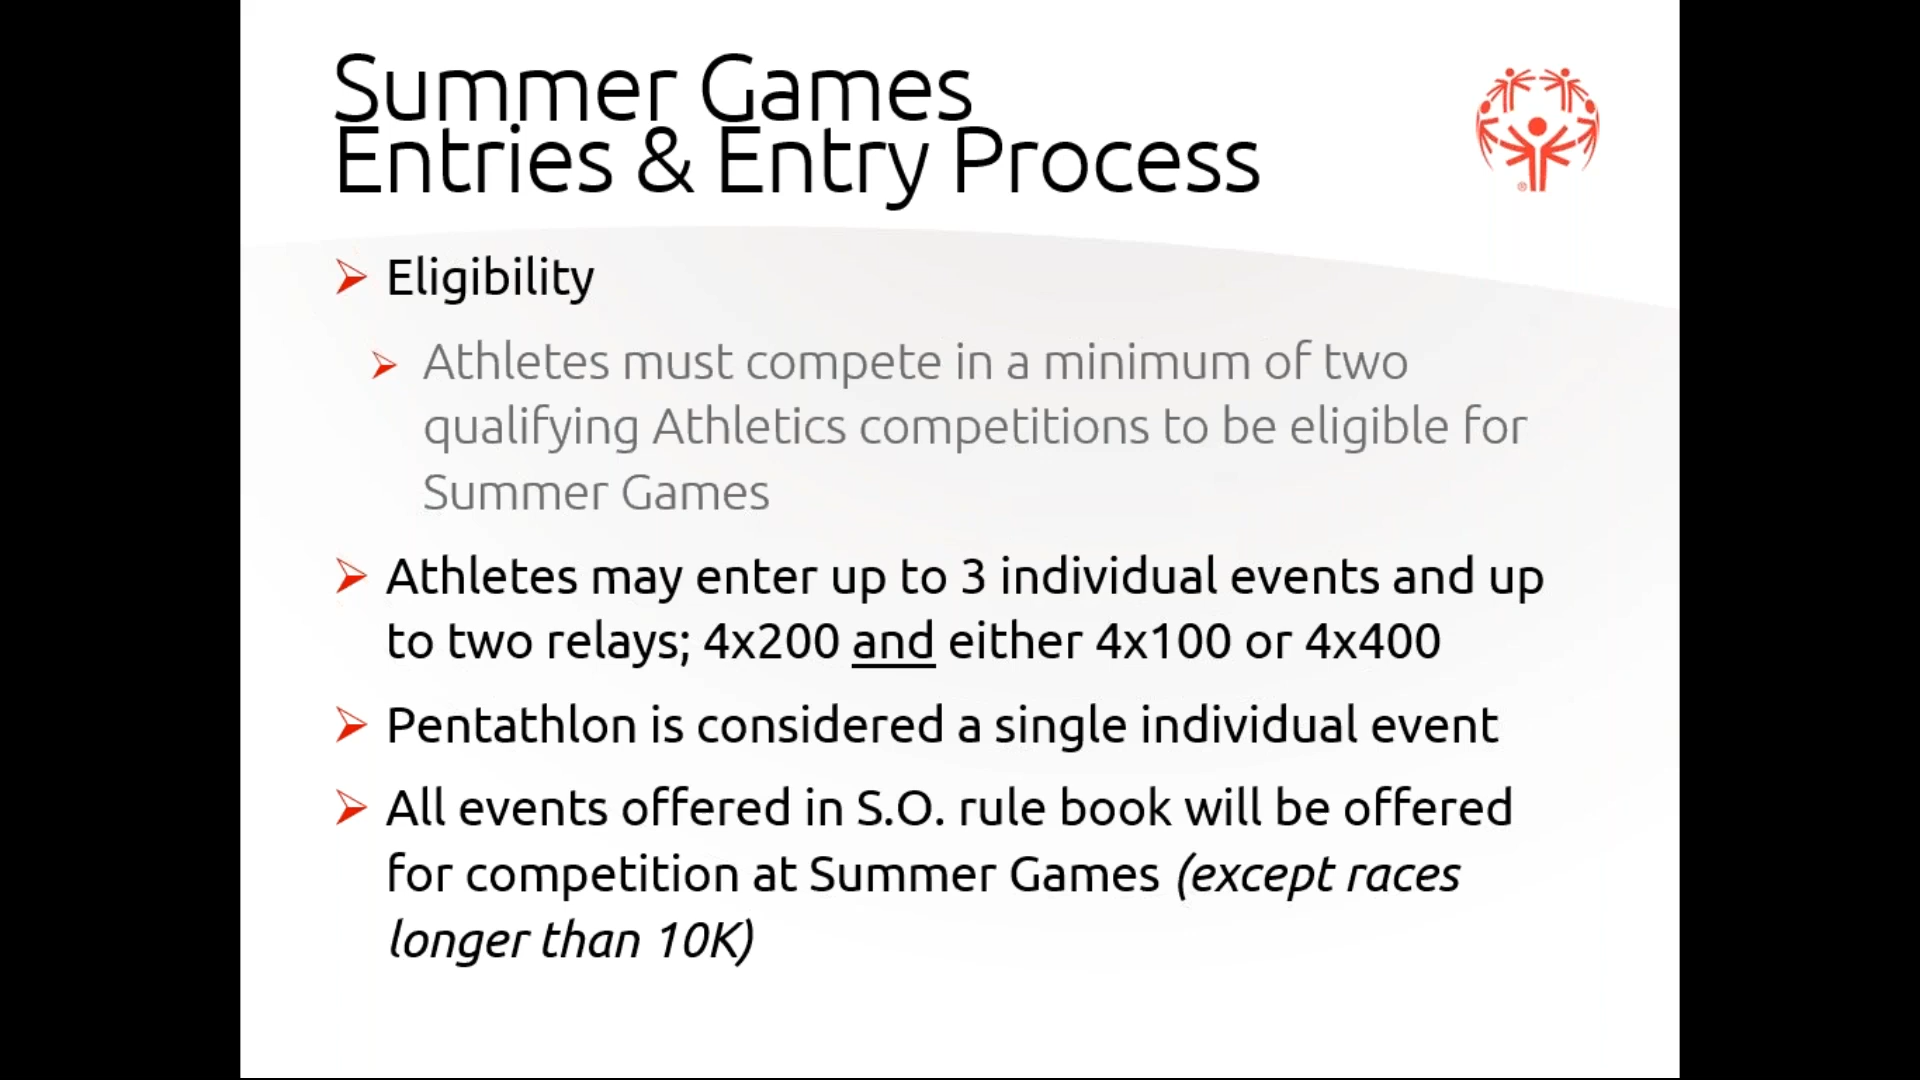 Summer Games
Entries & Entry Process
Eligibility
Athletes must compete in a minimum of two
qualifying Athletics competitions to be eligible for
Summer Games
Athletes may enter up to 3 individual events and up
to two relays; 4x200 and either 4x100 or 4x400
Pentathlon is considered a single individual event
All events offered in S.O. rule book will be offered
for competition at Summer Games (except races
longer than 10K)
®